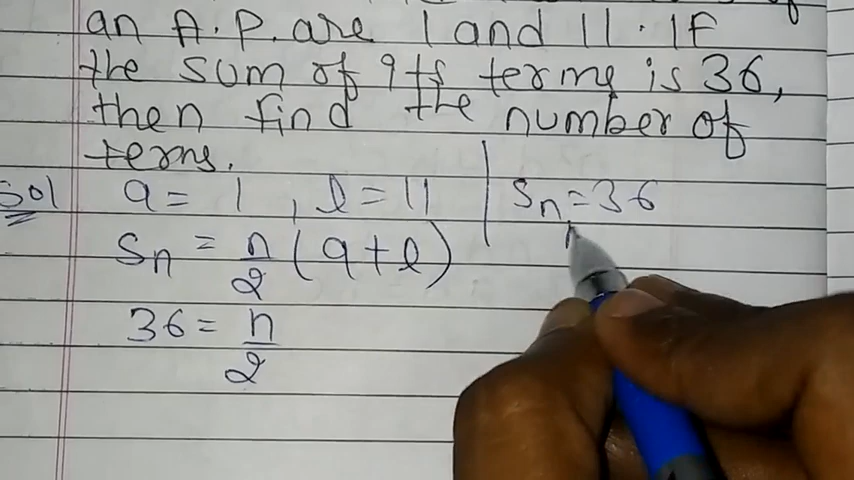 an A.P. are 1 and 11. If
the sum of its terms is 36,
then find the number of
terms.
Sol a = 1 , l = 11 | Sn = 36
Sn = n/2 (a + l)
36 = n/2